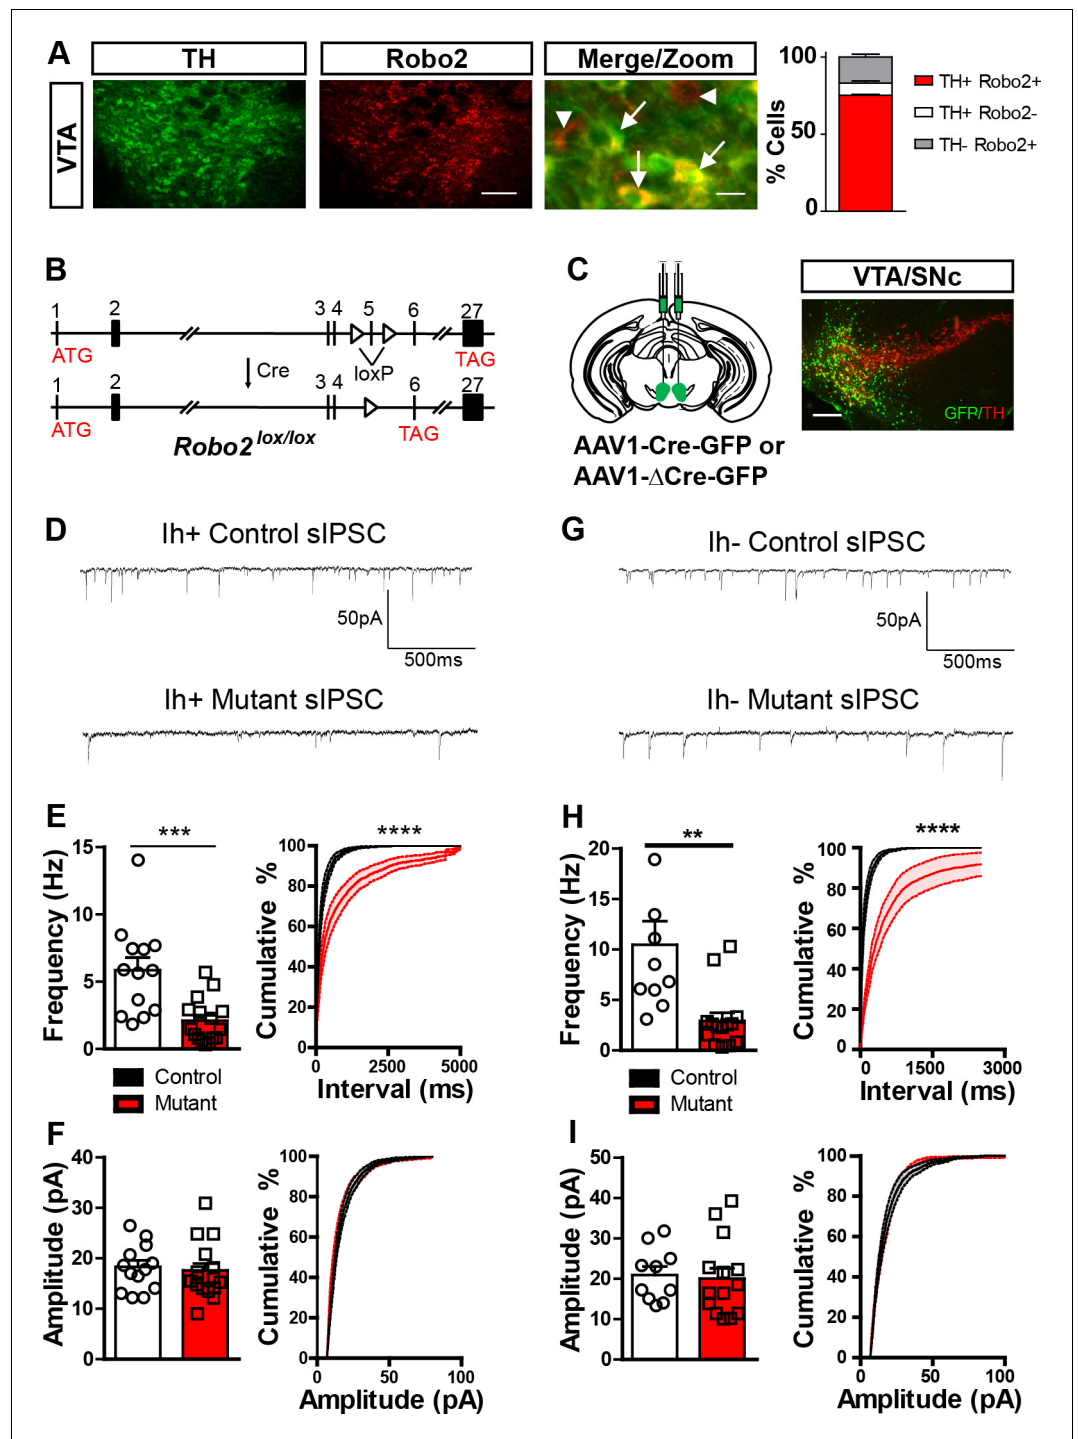 A
TH
Robo2
Merge/Zoom
VTA
% Cells
100
50
0
TH+ Robo2+
TH+ Robo2-
TH- Robo2+
B
1 2 3 4 5 6 27
ATG loxP TAG
Cre
1 2 3 4 6 27
ATG TAG
Robo2 lox/lox
C
VTA/SNc
GFP/TH
AAV1-Cre-GFP or
AAV1-ΔCre-GFP
D
Ih+ Control sIPSC
50pA
500ms
Ih+ Mutant sIPSC
G
Ih- Control sIPSC
50pA
500ms
Ih- Mutant sIPSC
E
Frequency (Hz)
15
10
5
0
***
Control
Mutant
Cumulative %
100
80
60
40
20
0
****
0 2500 5000
Interval (ms)
H
Frequency (Hz)
20
15
10
5
0
**
Control
Mutant
Cumulative %
100
80
60
40
20
0
****
0 1500 3000
Interval (ms)
F
Amplitude (pA)
40
30
20
10
0
Cumulative %
100
80
60
40
20
0
0 50 100
Amplitude (pA)
I
Amplitude (pA)
50
40
30
20
10
0
Cumulative %
100
80
60
40
20
0
0 50 100
Amplitude (pA)